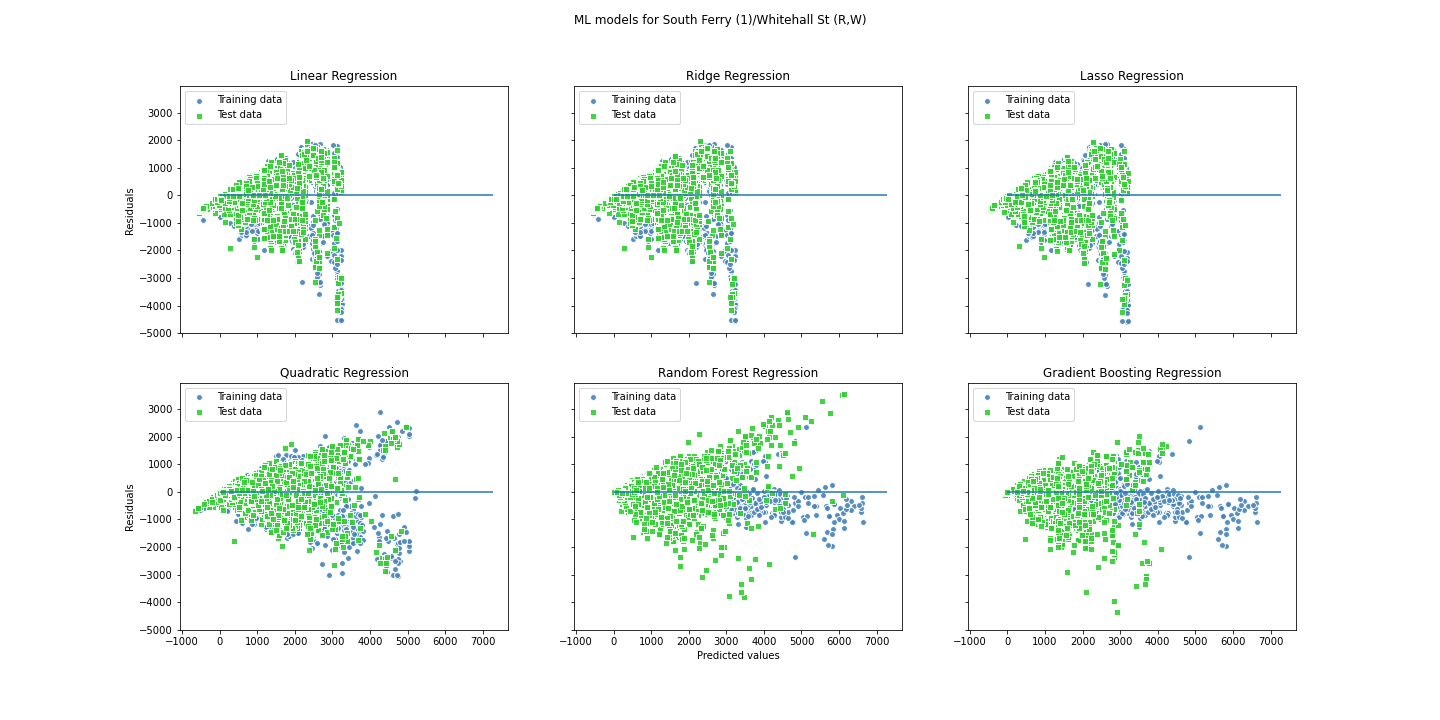 ML models for South Ferry (1)/Whitehall St (R,W)
Linear Regression
Training data
Test data
3000
2000
1000
0
−1000
−2000
−3000
−4000
−5000
Residuals
Ridge Regression
Training data
Test data
Lasso Regression
Training data
Test data
Quadratic Regression
Training data
Test data
3000
2000
1000
0
−1000
−2000
−3000
−4000
−5000
Residuals
−1000 0 1000 2000 3000 4000 5000 6000 7000
Random Forest Regression
Training data
Test data
−1000 0 1000 2000 3000 4000 5000 6000 7000
Predicted values
Gradient Boosting Regression
Training data
Test data
−1000 0 1000 2000 3000 4000 5000 6000 7000